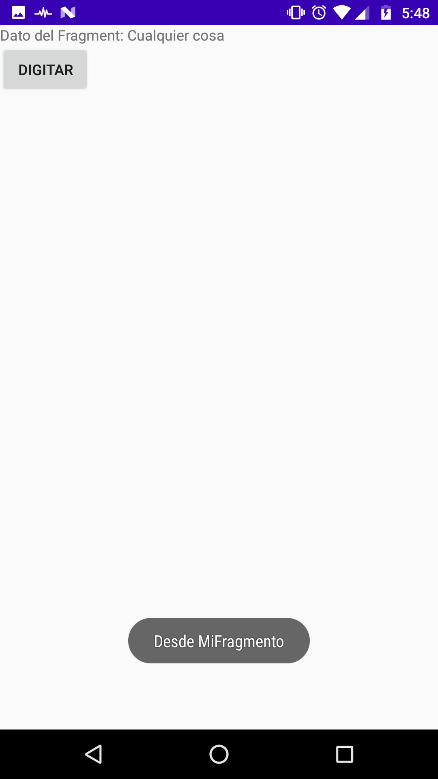 5:48
Dato del Fragment: Cualquier cosa
DIGITAR
Desde MiFragmento